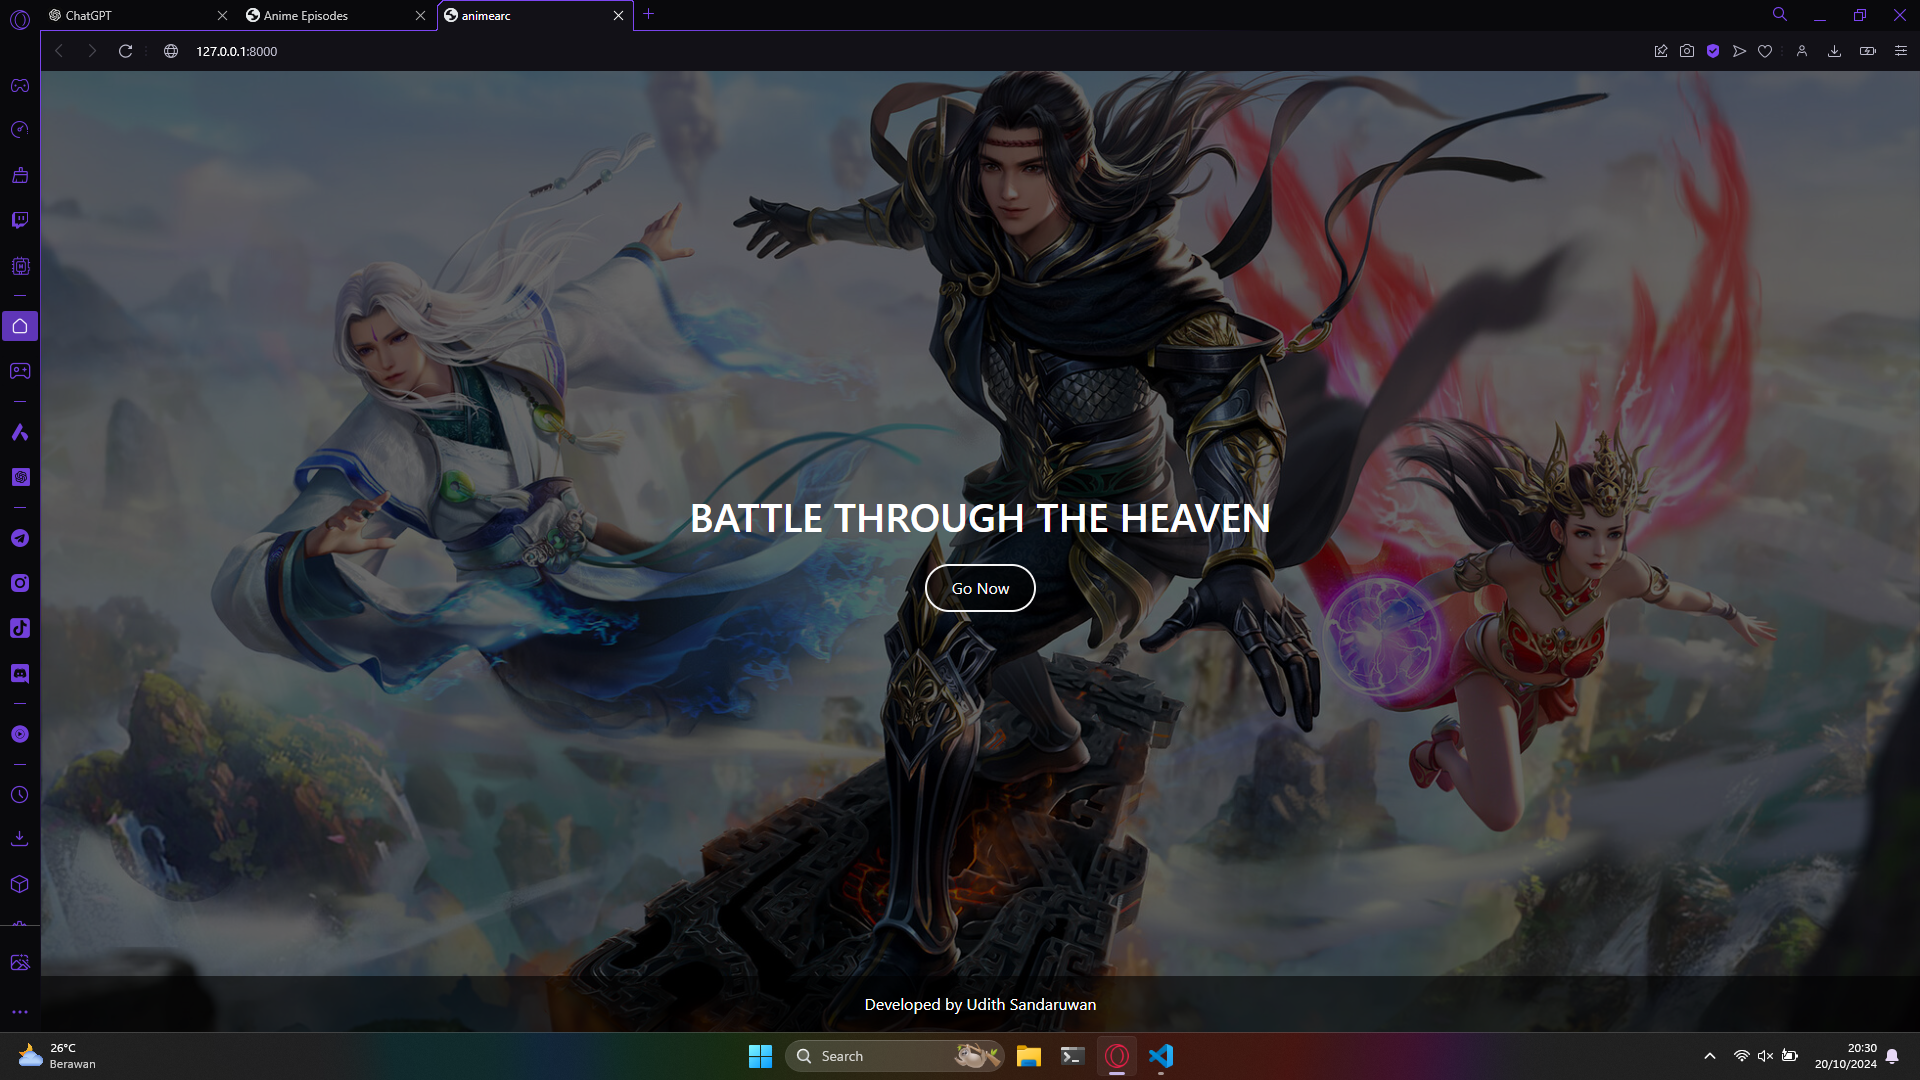 ChatGPT
Anime Episodes
animearc
127.0.0.1:8000
BATTLE THROUGH THE HEAVEN
Go Now
Developed by Udith Sandaruwan
26°C
Berawan
Search
20:30
20/10/2024